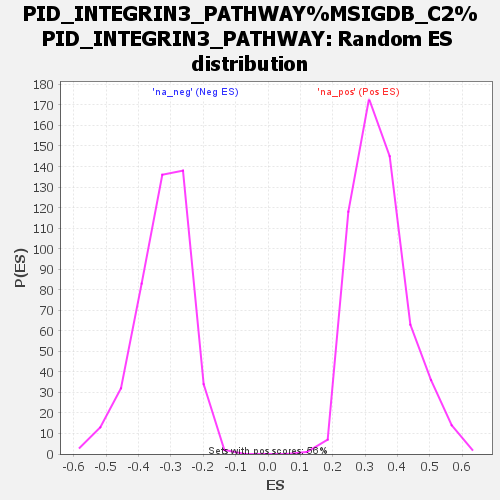 PID_INTEGRIN3_PATHWAY%MSIGDB_C2%
PID_INTEGRIN3_PATHWAY: Random ES
distribution
'na_neg' (Neg ES)
'na_pos' (Pos ES)
180
170
160
150
140
130
120
110
100
90
80
70
60
50
40
30
20
10
0
P(ES)
Sets with pos scores: 56%
-0.6 -0.5 -0.4 -0.3 -0.2 -0.1 0.0 0.1 0.2 0.3 0.4 0.5 0.6
ES